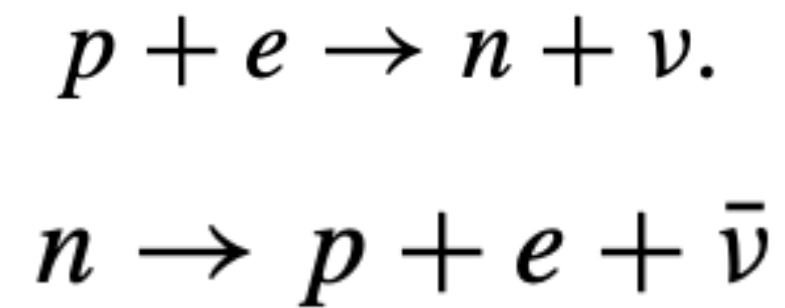 p + e → n + ν.
n → p + e + ν̄